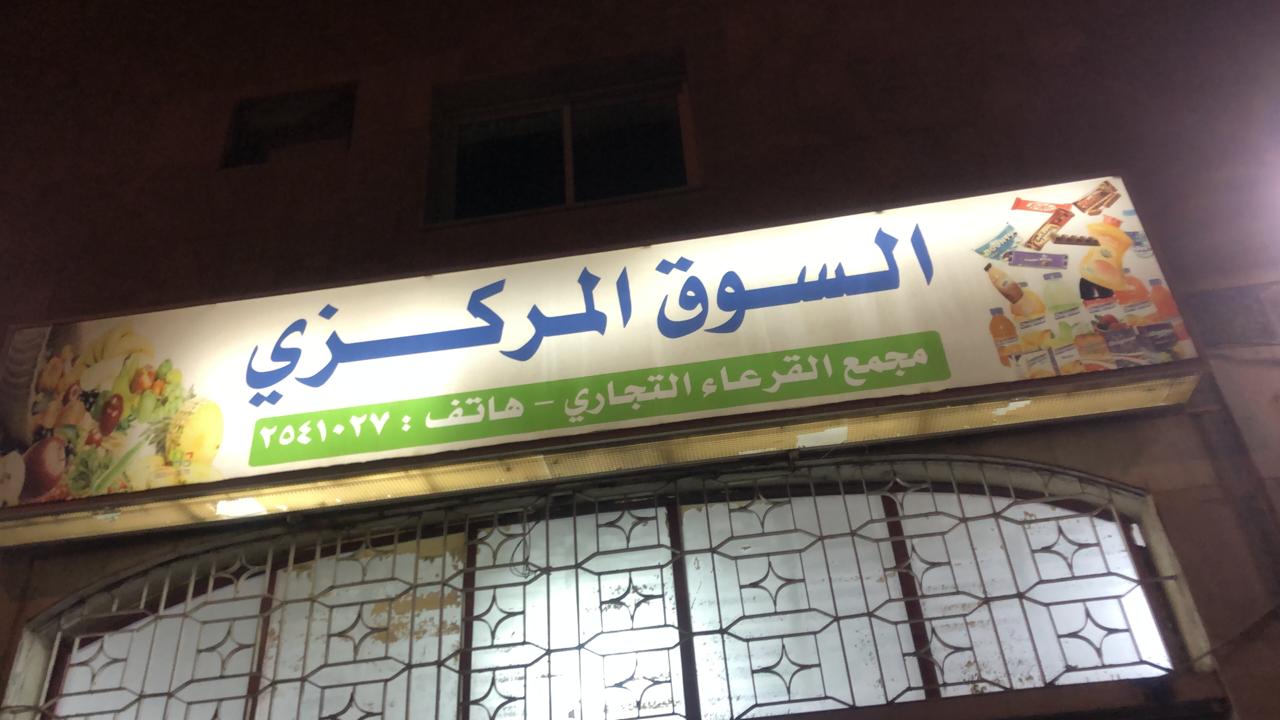 السوق المركزي
مجمع القرعاء التجاري - هاتف : ٢٥٤١٠٢٧